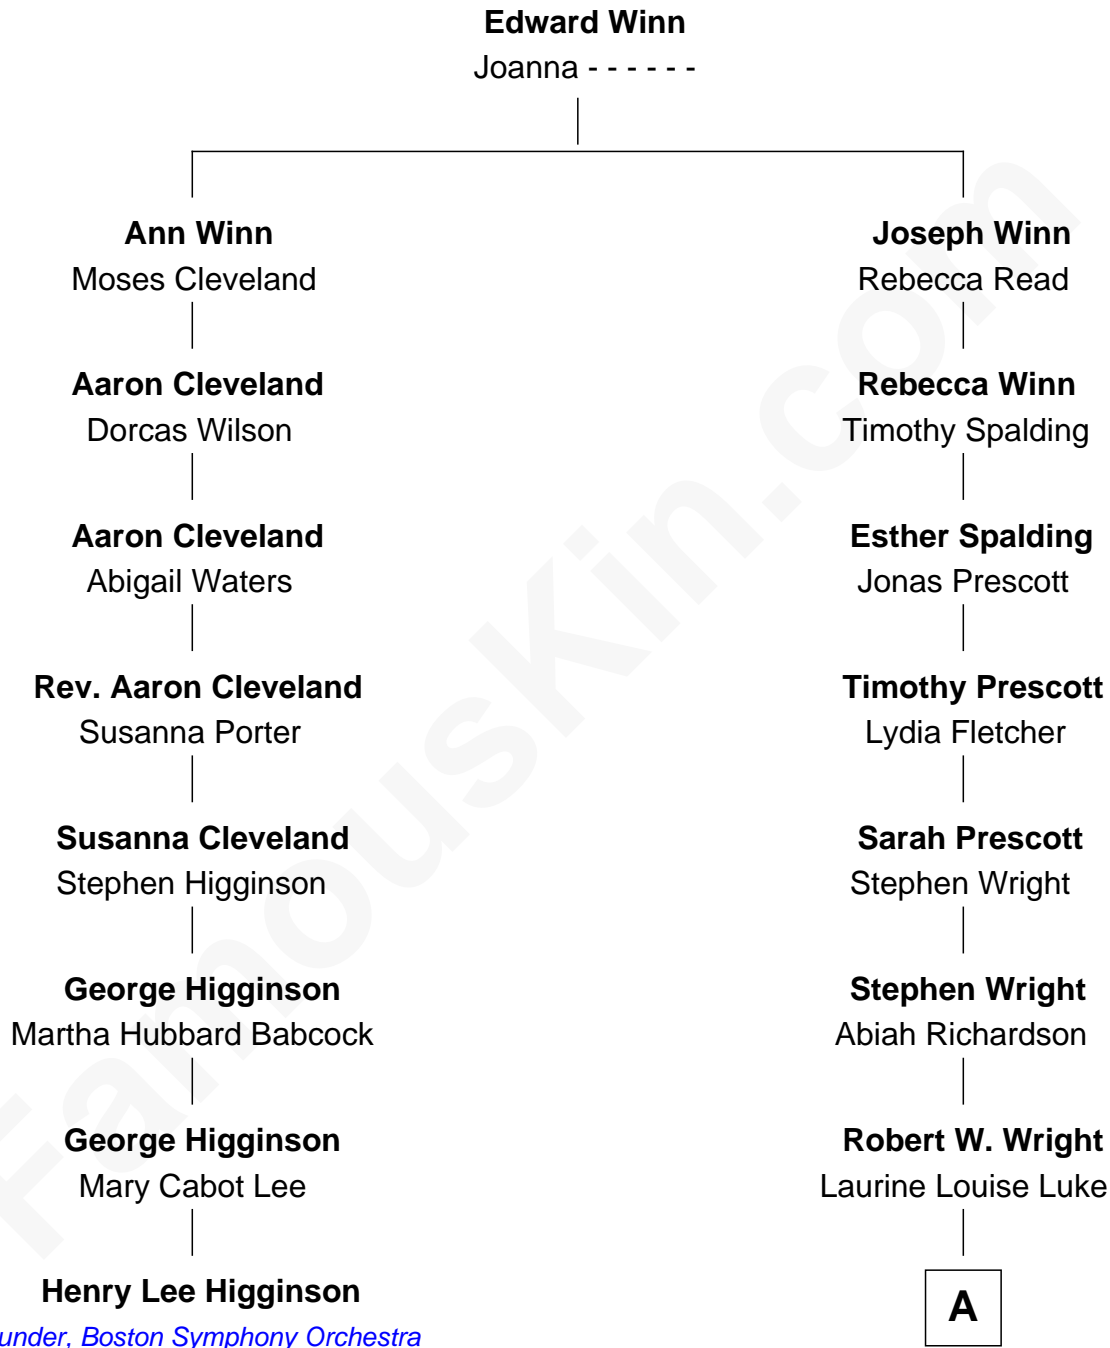 Edward Winn
Joanna - - - - - -
Ann Winn
Moses Cleveland
Joseph Winn
Rebecca Read
Aaron Cleveland
Dorcas Wilson
Rebecca Winn
Timothy Spalding
Aaron Cleveland
Abigail Waters
Esther Spalding
Jonas Prescott
Rev. Aaron Cleveland
Susanna Porter
Timothy Prescott
Lydia Fletcher
Susanna Cleveland
Stephen Higginson
Sarah Prescott
Stephen Wright
George Higginson
Martha Hubbard Babcock
Stephen Wright
Abiah Richardson
George Higginson
Mary Cabot Lee
Robert W. Wright
Laurine Louise Luke
Henry Lee Higginson
under, Boston Symphony Orchestra
A
FamousKin.com